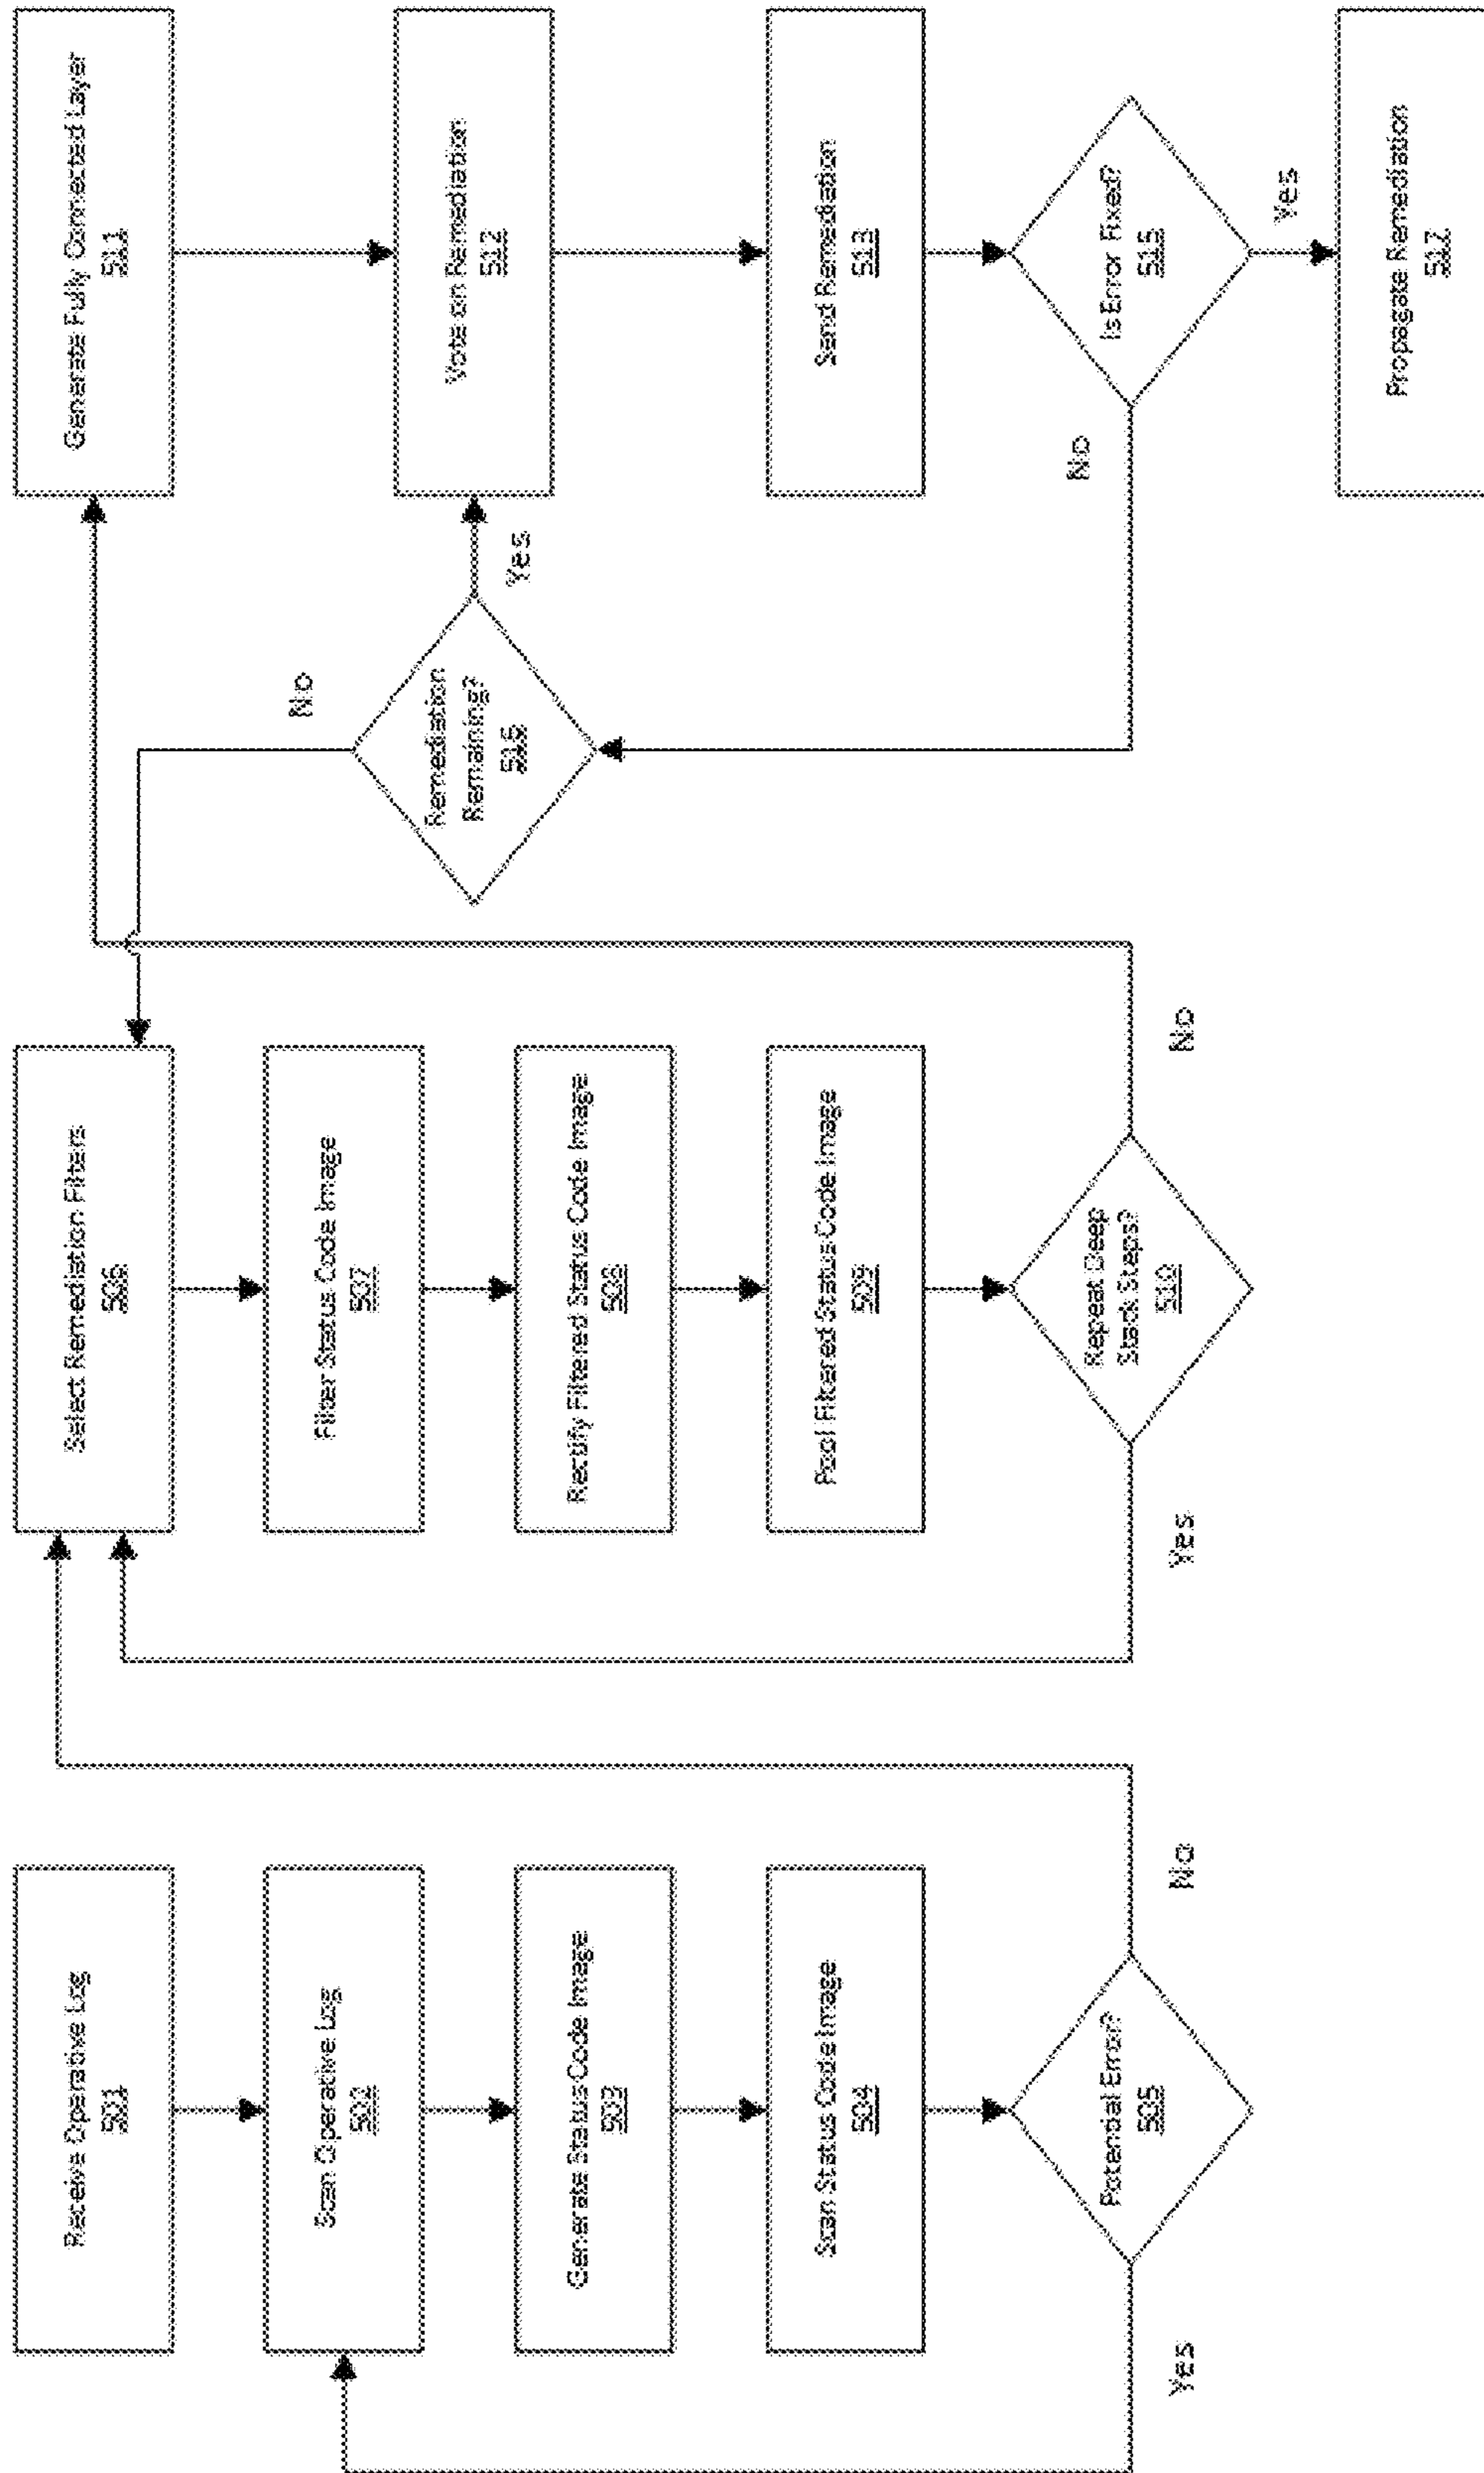 Receive Operative Log
501
Scan Operative Log
502
Generate Status Code Image
503
Scan Status Code Image
504
Potential Error?
505
Yes
No
Select Remediation Filters
506
Filter Status Code Image
507
Rectify Filtered Status Code Image
508
Pool Filtered Status Code Image
509
Repeat Deep
Stack Steps?
510
Yes
No
Generate Fully Connected Layer
511
Vote on Remediation
512
Send Remediation
513
Is Error Fixed?
515
No
Yes
Remediation
Remaining?
516
No
Yes
Propagate Remediation
517